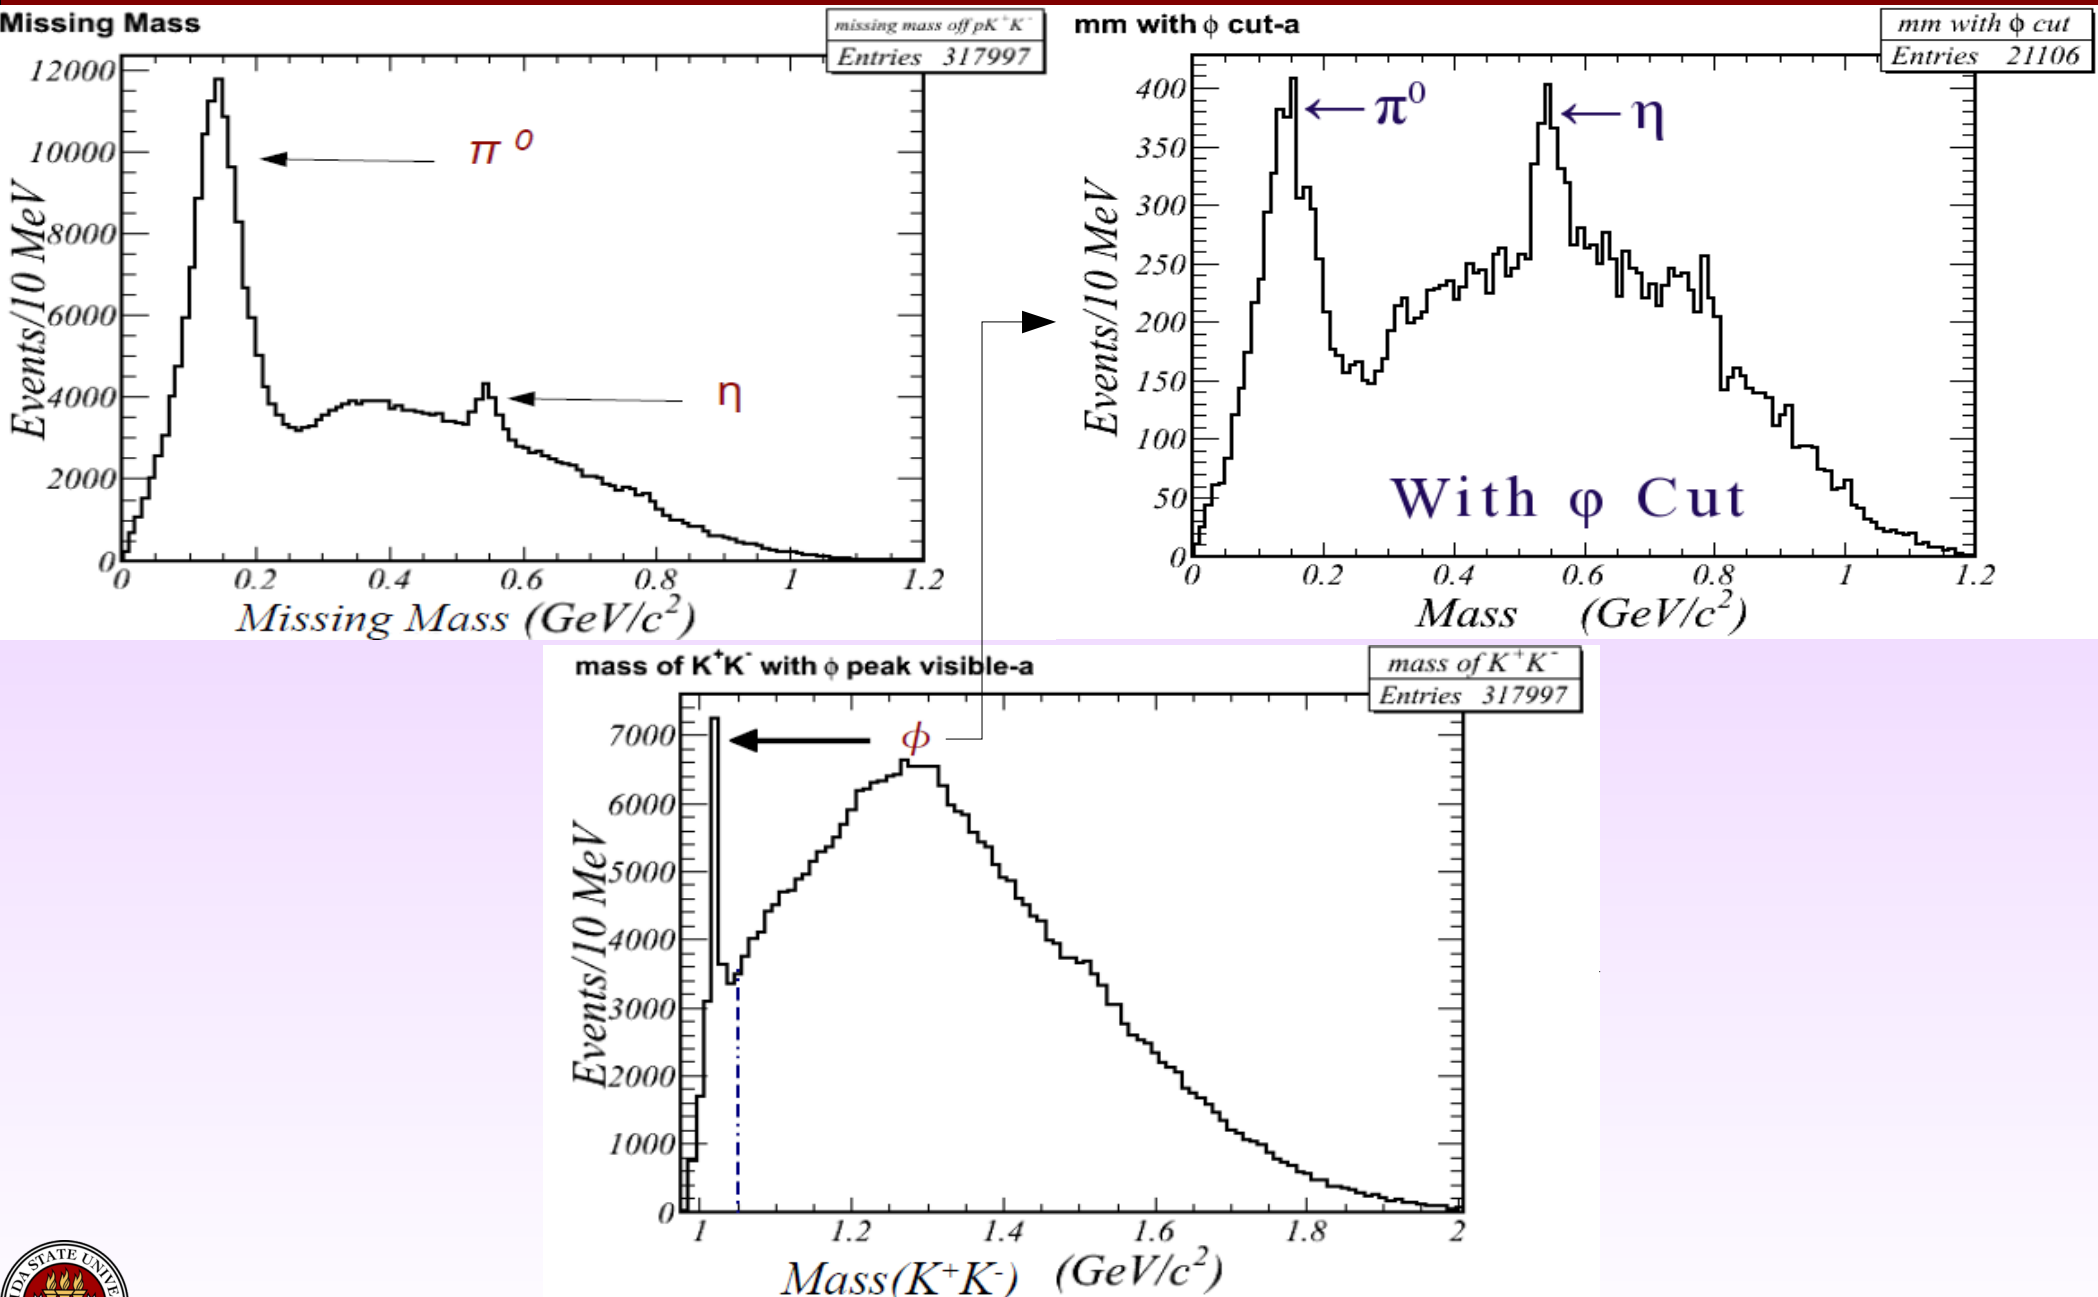 Missing Mass
missing mass off pK⁺K⁻
Entries 317997
12000
10000
8000
6000
4000
2000
0
Events/10 MeV
π⁰
η
0 0.2 0.4 0.6 0.8 1 1.2
Missing Mass (GeV/c²)
mm with ϕ cut-a
mm with ϕ cut
Entries 21106
400
350
300
250
200
150
100
50
0
Events/10 MeV
←π⁰
←η
With φ Cut
0 0.2 0.4 0.6 0.8 1 1.2
Mass (GeV/c²)
mass of K⁺K⁻ with ϕ peak visible-a
mass of K⁺K⁻
Entries 317997
7000
6000
5000
4000
3000
2000
1000
0
Events/10 MeV
ϕ
1 1.2 1.4 1.6 1.8 2
Mass(K⁺K⁻) (GeV/c²)
IDA STATE UNIVE